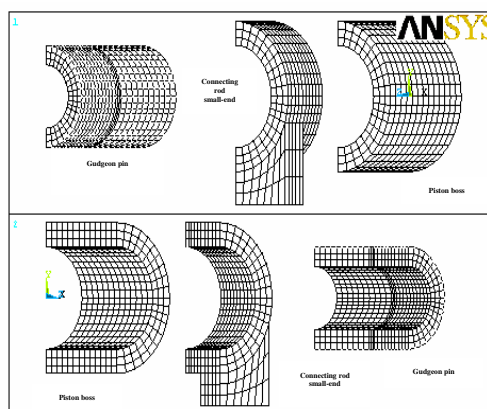 1
ANSYS
Connecting
rod
small-end
Gudgeon pin
Piston boss
X
2
Y
X
Piston boss
Connecting rod
small-end
Gudgeon pin